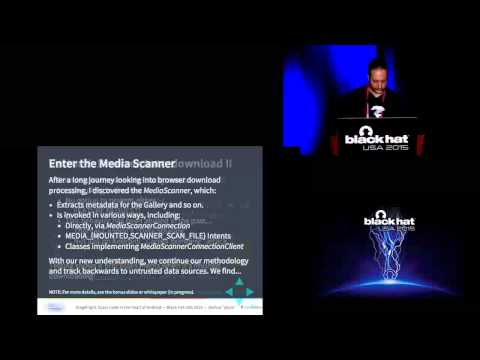 Enter the Media Scanner
After a long journey looking into browser download
processing, I discovered the MediaScanner, which:
Extracts metadata for the Gallery and so on.
Is invoked in various ways, including:
Directly, via MediaScannerConnection
MEDIA_{MOUNTED,SCANNER_SCAN_FILE} Intents
Classes implementing MediaScannerConnectionClient
With our new understanding, we continue our methodology
and track backwards to untrusted data sources. We find...
NOTE: For more details, see the bonus slides or whitepaper (in progress).
black hat
USA 2015
black hat
USA 2015